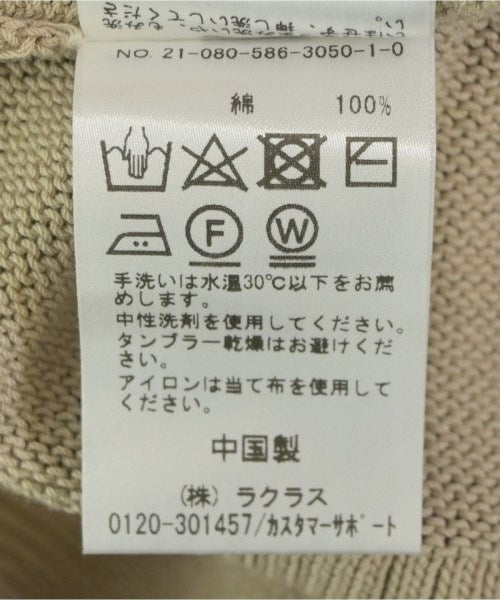 NO. 21-080-586-3050-1-0
綿 100%
F W
手洗いは水温30℃以下をお薦
めします。
中性洗剤を使用してください。
タンブラー乾燥はお避けくだ
さい。
アイロンは当て布を使用して
ください。
中国製
(株) ラクラス
0120-301457/カスタマーサポート